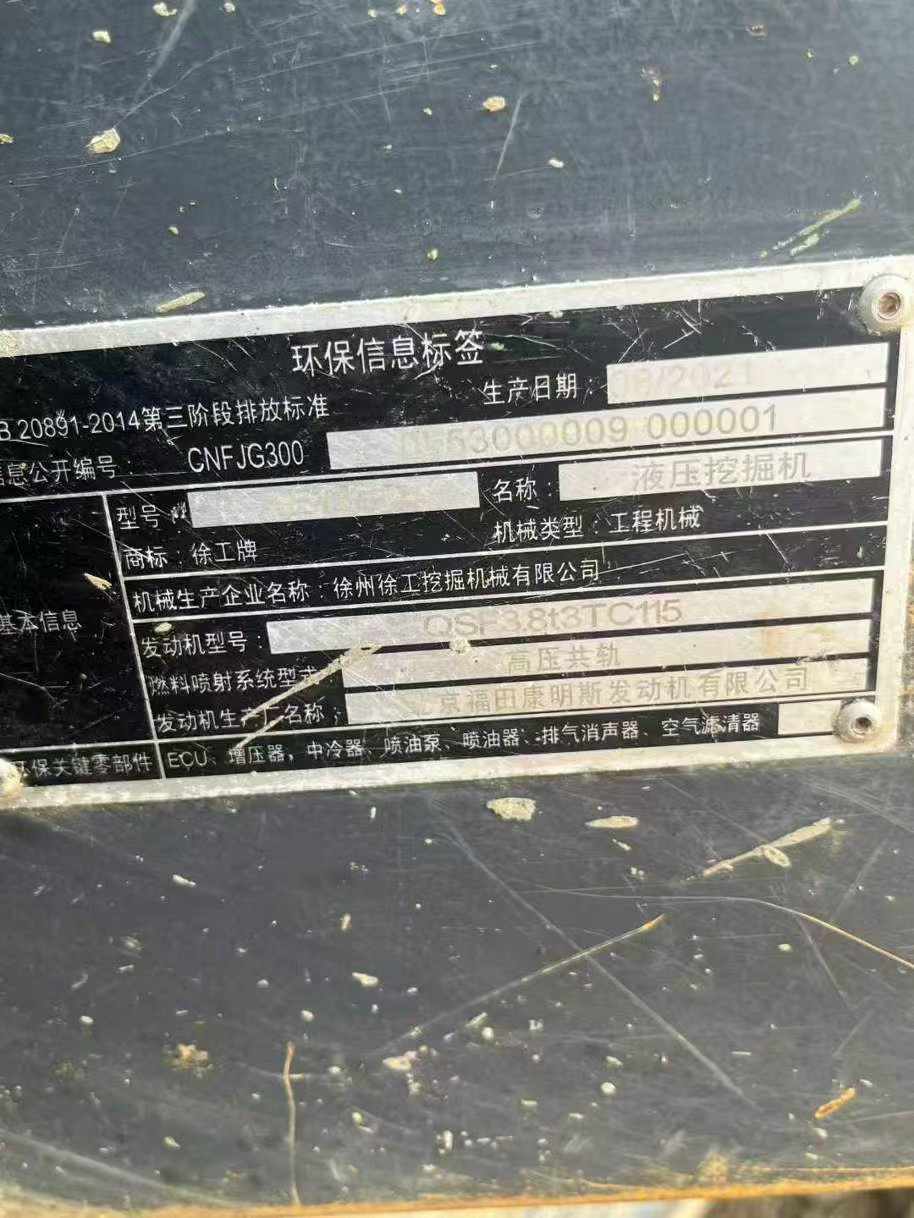 环保信息标签
生产日期：/2021
B 20891-2014第三阶段排放标准
信息公开编号：CNFJG300 53000009 000001
型号： 名称：液压挖掘机
商标：徐工牌 机械类型：工程机械
机械生产企业名称：徐州徐工挖掘机械有限公司
基本信息
发动机型号：QSF3.8t3TC115
燃料喷射系统型式 高压共轨
发动机生产厂名称：京福田康明斯发动机有限公司
环保关键零部件 ECU、增压器，中冷器、喷油泵、喷油器、排气消声器、空气滤清器